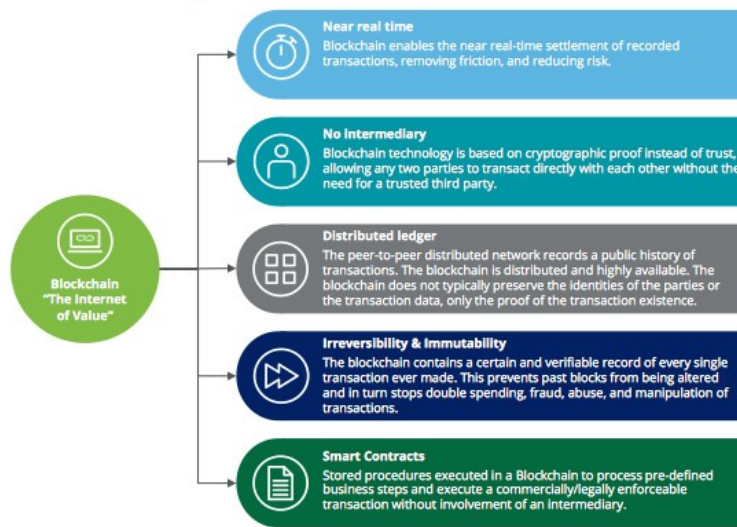 Near real time
Blockchain enables the near real-time settlement of recorded
transactions, removing friction, and reducing risk.
No Intermediary
Blockchain technology is based on cryptographic proof instead of trust,
allowing any two parties to transact directly with each other without the
need for a trusted third party.
Blockchain
"The Internet
of Value"
Distributed ledger
The peer-to-peer distributed network records a public history of
transactions. The blockchain is distributed and highly available. The
blockchain does not typically preserve the identities of the parties or
the transaction data, only the proof of the transaction existence.
Irreversibility & Immutability
The blockchain contains a certain and verifiable record of every single
transaction ever made. This prevents past blocks from being altered
and in turn stops double spending, fraud, abuse, and manipulation of
transactions.
Smart Contracts
Stored procedures executed in a Blockchain to process pre-defined
business steps and execute a commercially/legally enforceable
transaction without involvement of an intermediary.